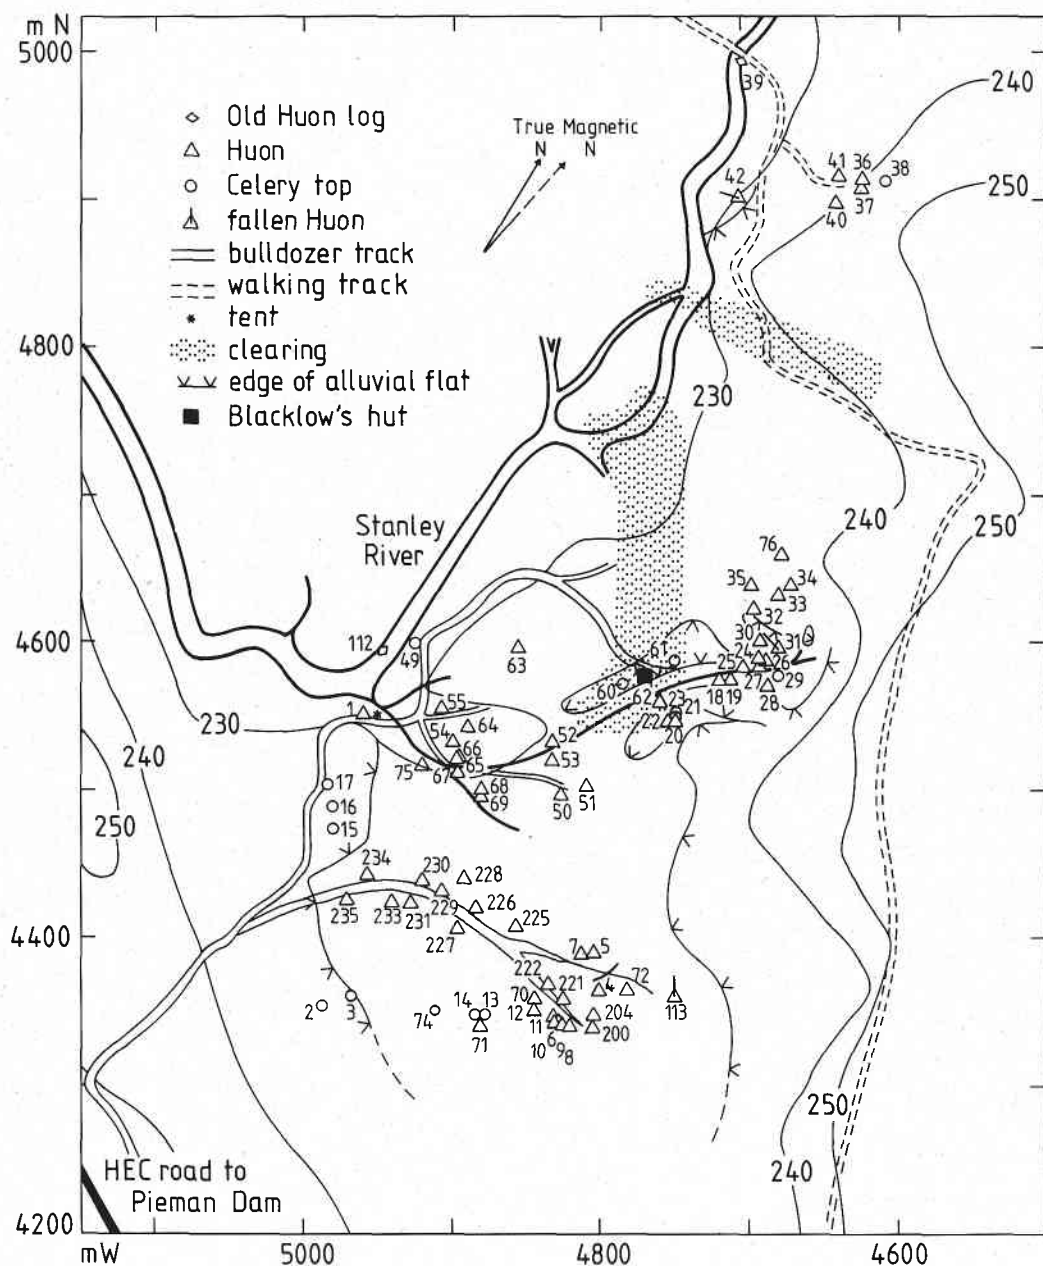 m N
5000
4800
4600
4400
4200
mW
5000
4800
4600
Old Huon log
Huon
Celery top
fallen Huon
bulldozer track
walking track
tent
clearing
edge of alluvial flat
Blacklow's hut
True Magnetic
N N
39
240
41 36 38
40 37
42
250
230
240
250
Stanley
River
76
35 34
33
32
30 31
24
25 26
27 29
28
18 19
61
60
62 23
21
22
20
112
49
63
1
55
54 64
66
65
67
75
52
53
68
69
50
51
230
240
250
17
16
15
234 230 228
235 233 231 229 226
227 225
7 5
222 221 4 72
70
12 11 204
6 9 8 200
10
113
2 3
74 14 13
71
250
240
HEC road to
Pieman Dam